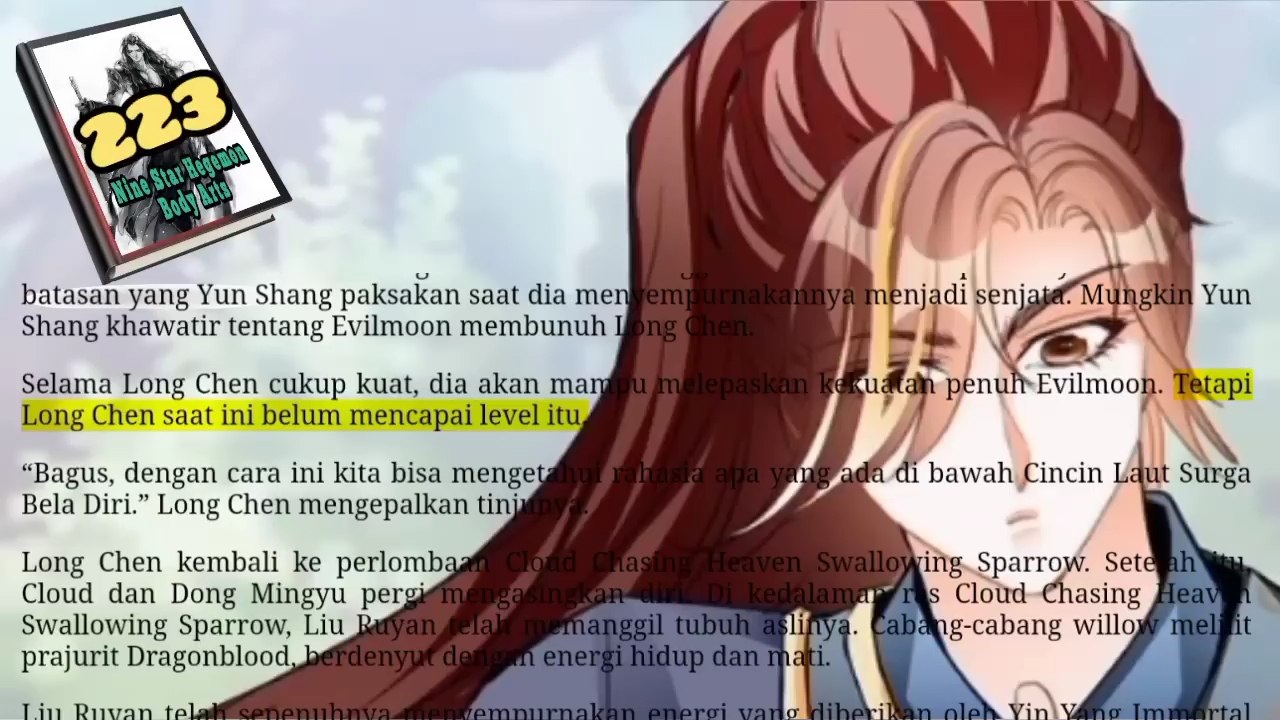 223
Nine Star Hegemon
Body Arts
batasan yang Yun Shang paksakan saat dia menyempurnakannya menjadi senjata. Mungkin Yun
Shang khawatir tentang Evilmoon membunuh Long Chen.
Selama Long Chen cukup kuat, dia akan mampu melepaskan kekuatan penuh Evilmoon. Tetapi
Long Chen saat ini belum mencapai level itu.
“Bagus, dengan cara ini kita bisa mengetahui rahasia apa yang ada di bawah Cincin Laut Surga
Bela Diri.” Long Chen mengepalkan tinjunya.
Long Chen kembali ke perlombaan Cloud Chasing Heaven Swallowing Sparrow. Setelah itu,
Cloud dan Dong Mingyu pergi mengasingkan diri. Di kedalaman ras Cloud Chasing Heaven
Swallowing Sparrow, Liu Ruyan telah memanggil tubuh aslinya. Cabang-cabang willow melilit
prajurit Dragonblood, berdenyut dengan energi hidup dan mati.
Liu Ruyan telah sepenuhnya menyempurnakan energi yang diberikan oleh Yin Yang Immortal